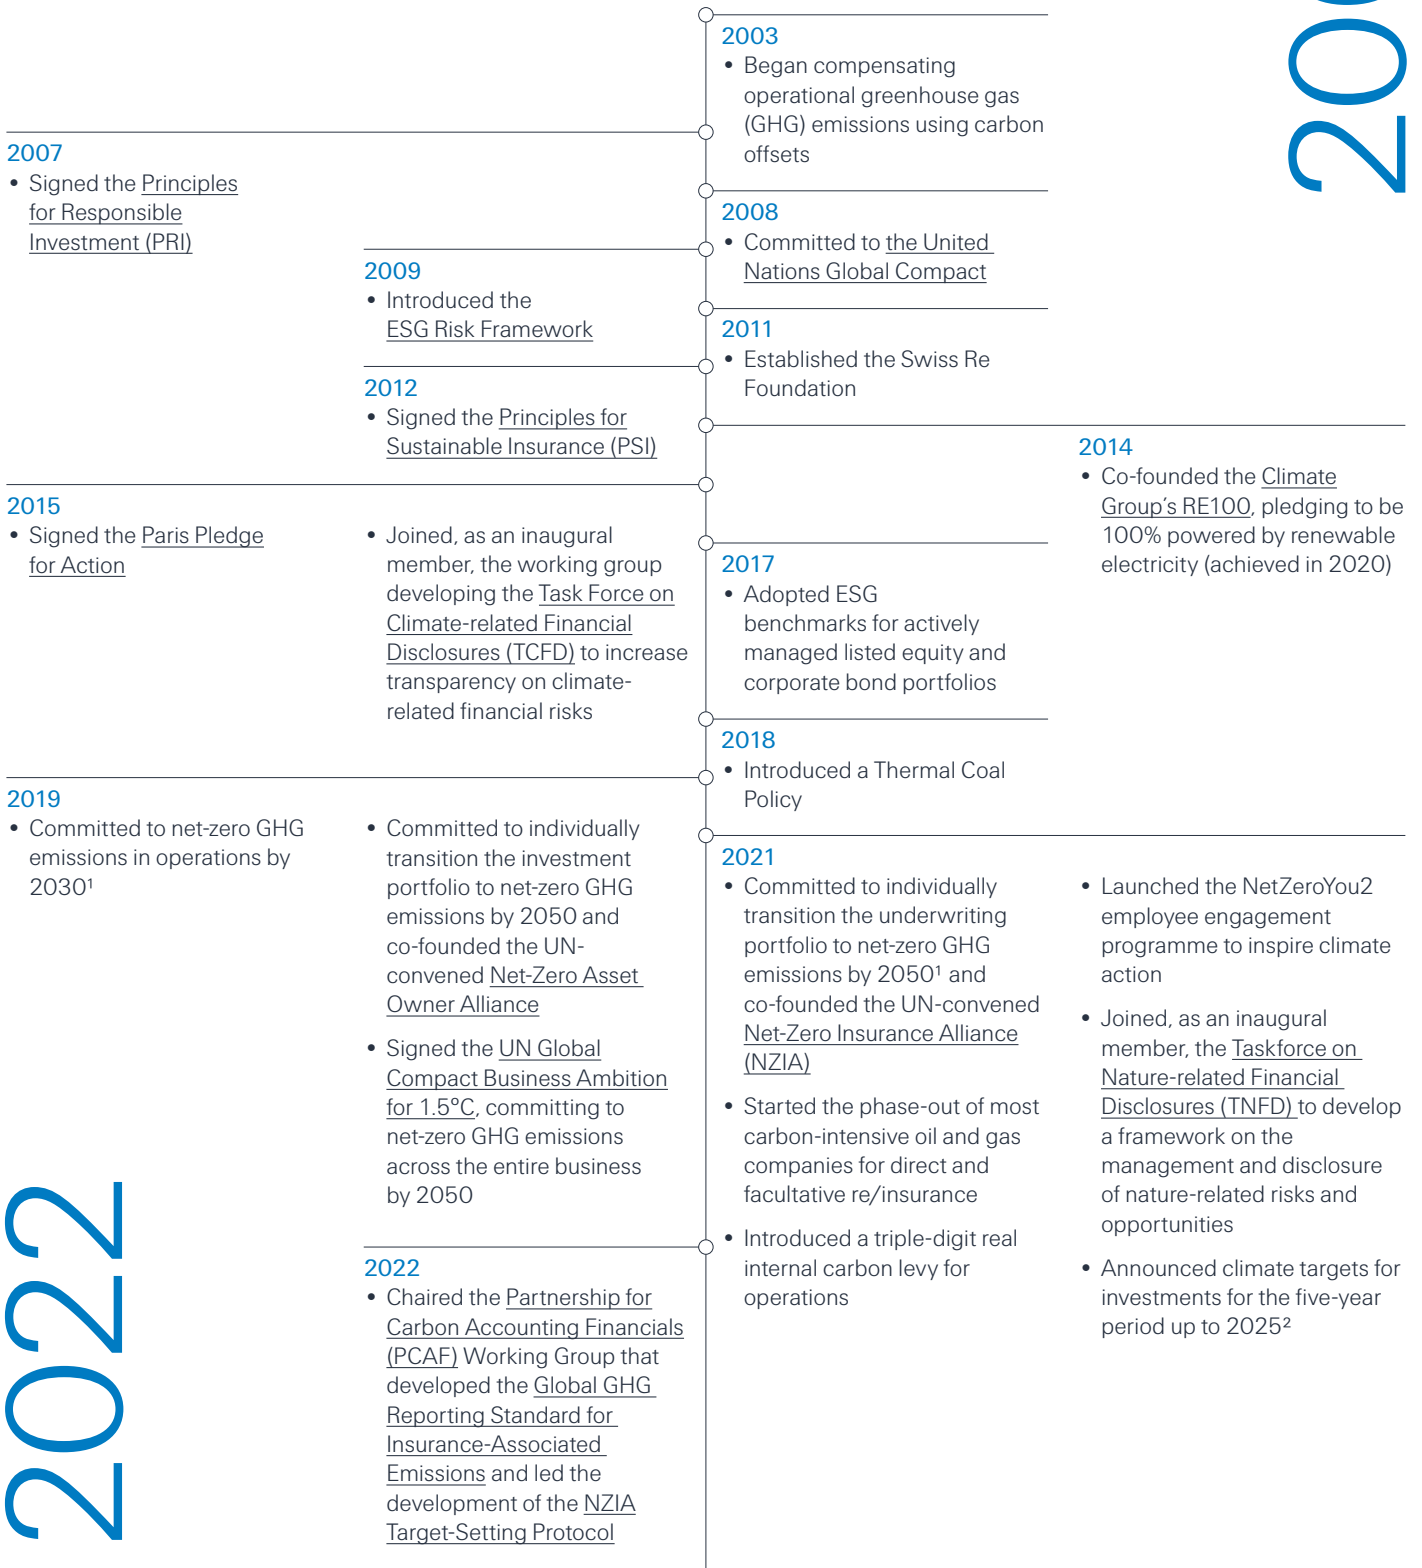 200
2003
• Began compensating
operational greenhouse gas
(GHG) emissions using carbon
offsets
2007
• Signed the Principles
for Responsible
Investment (PRI)
2008
• Committed to the United
Nations Global Compact
2009
• Introduced the
ESG Risk Framework
2011
• Established the Swiss Re
Foundation
2012
• Signed the Principles for
Sustainable Insurance (PSI)
2014
• Co-founded the Climate
Group’s RE100, pledging to be
100% powered by renewable
electricity (achieved in 2020)
2015
• Signed the Paris Pledge
for Action
• Joined, as an inaugural
member, the working group
developing the Task Force on
Climate-related Financial
Disclosures (TCFD) to increase
transparency on climate-
related financial risks
2017
• Adopted ESG
benchmarks for actively
managed listed equity and
corporate bond portfolios
2018
• Introduced a Thermal Coal
Policy
2019
• Committed to net-zero GHG
emissions in operations by
2030¹
• Committed to individually
transition the investment
portfolio to net-zero GHG
emissions by 2050 and
co-founded the UN-
convened Net-Zero Asset
Owner Alliance
• Signed the UN Global
Compact Business Ambition
for 1.5°C, committing to
net-zero GHG emissions
across the entire business
by 2050
2021
• Committed to individually
transition the underwriting
portfolio to net-zero GHG
emissions by 2050¹ and
co-founded the UN-convened
Net-Zero Insurance Alliance
(NZIA)
• Started the phase-out of most
carbon-intensive oil and gas
companies for direct and
facultative re/insurance
• Introduced a triple-digit real
internal carbon levy for
operations
• Launched the NetZeroYou2
employee engagement
programme to inspire climate
action
• Joined, as an inaugural
member, the Taskforce on
Nature-related Financial
Disclosures (TNFD) to develop
a framework on the
management and disclosure
of nature-related risks and
opportunities
• Announced climate targets for
investments for the five-year
period up to 2025²
2022
• Chaired the Partnership for
Carbon Accounting Financials
(PCAF) Working Group that
developed the Global GHG
Reporting Standard for
Insurance-Associated
Emissions and led the
development of the NZIA
Target-Setting Protocol
2022